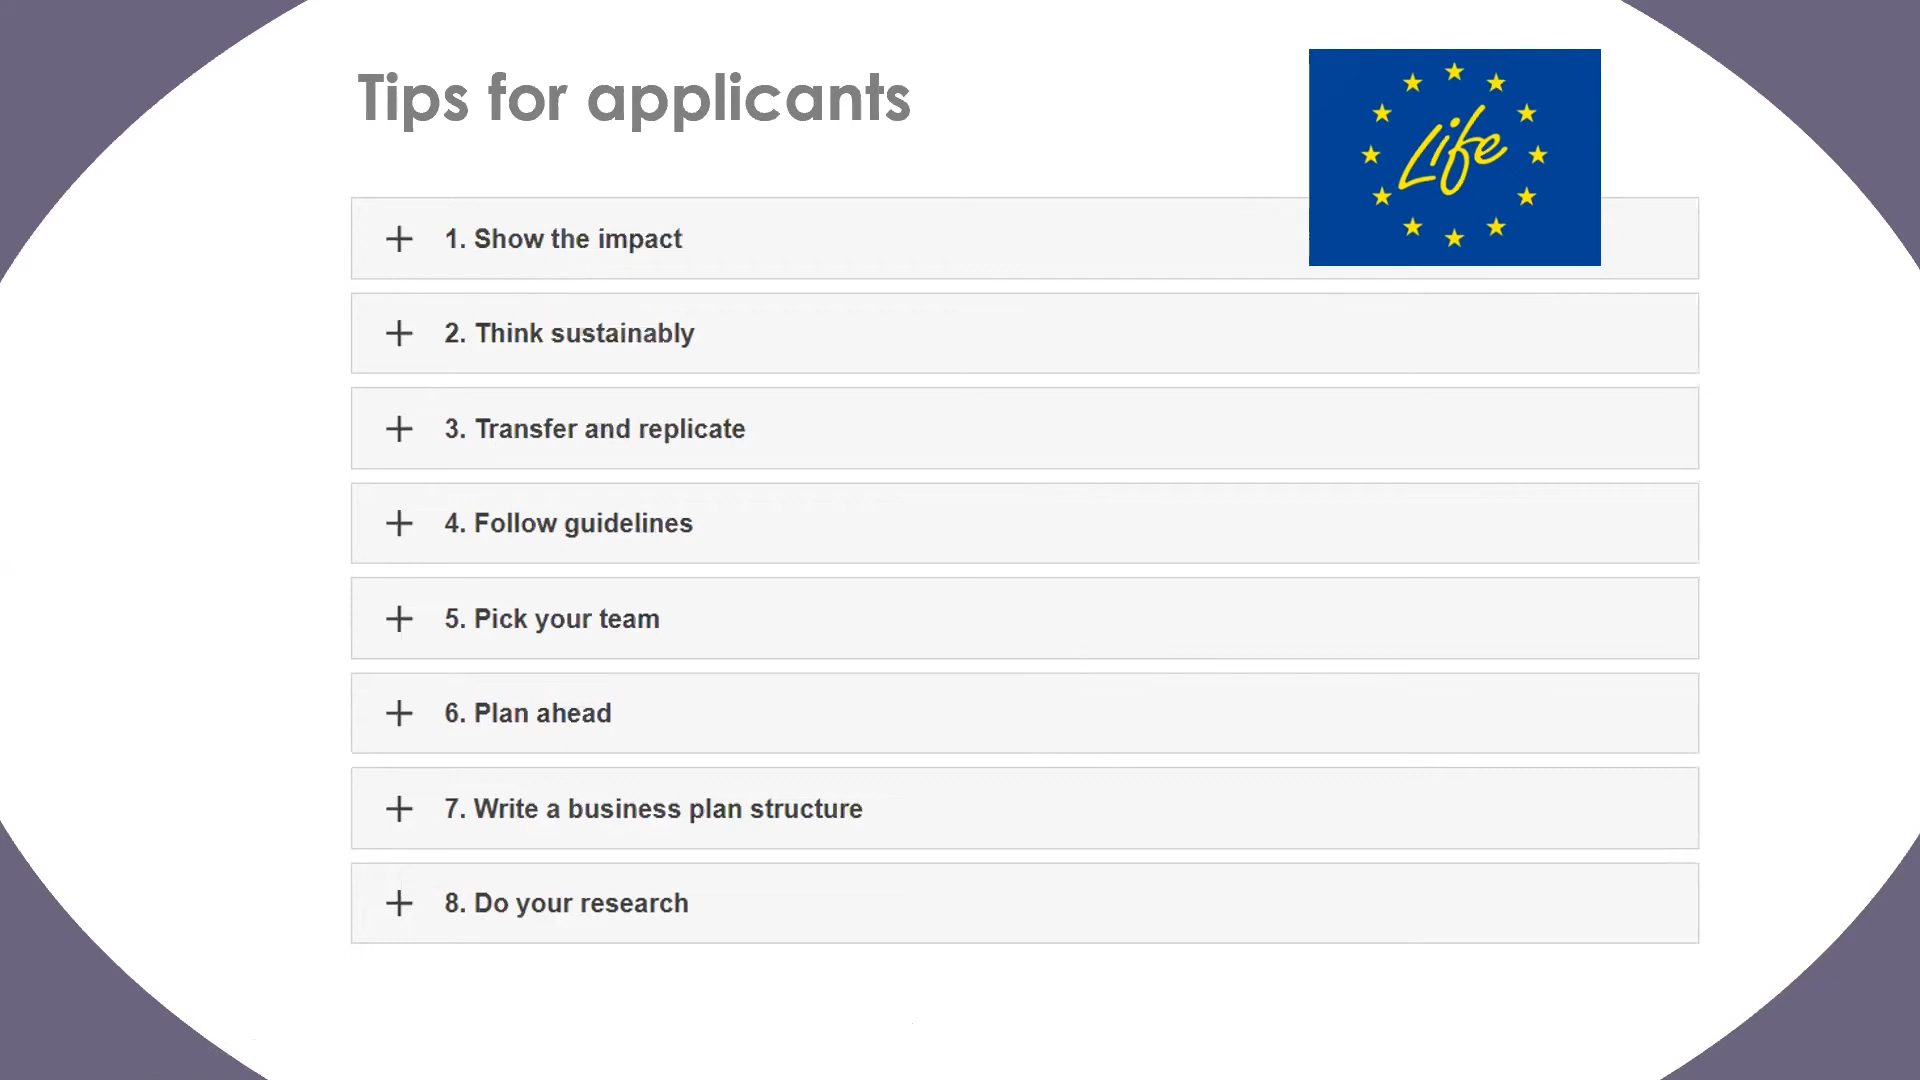 Tips for applicants
Life
1. Show the impact
2. Think sustainably
3. Transfer and replicate
4. Follow guidelines
5. Pick your team
6. Plan ahead
7. Write a business plan structure
8. Do your research